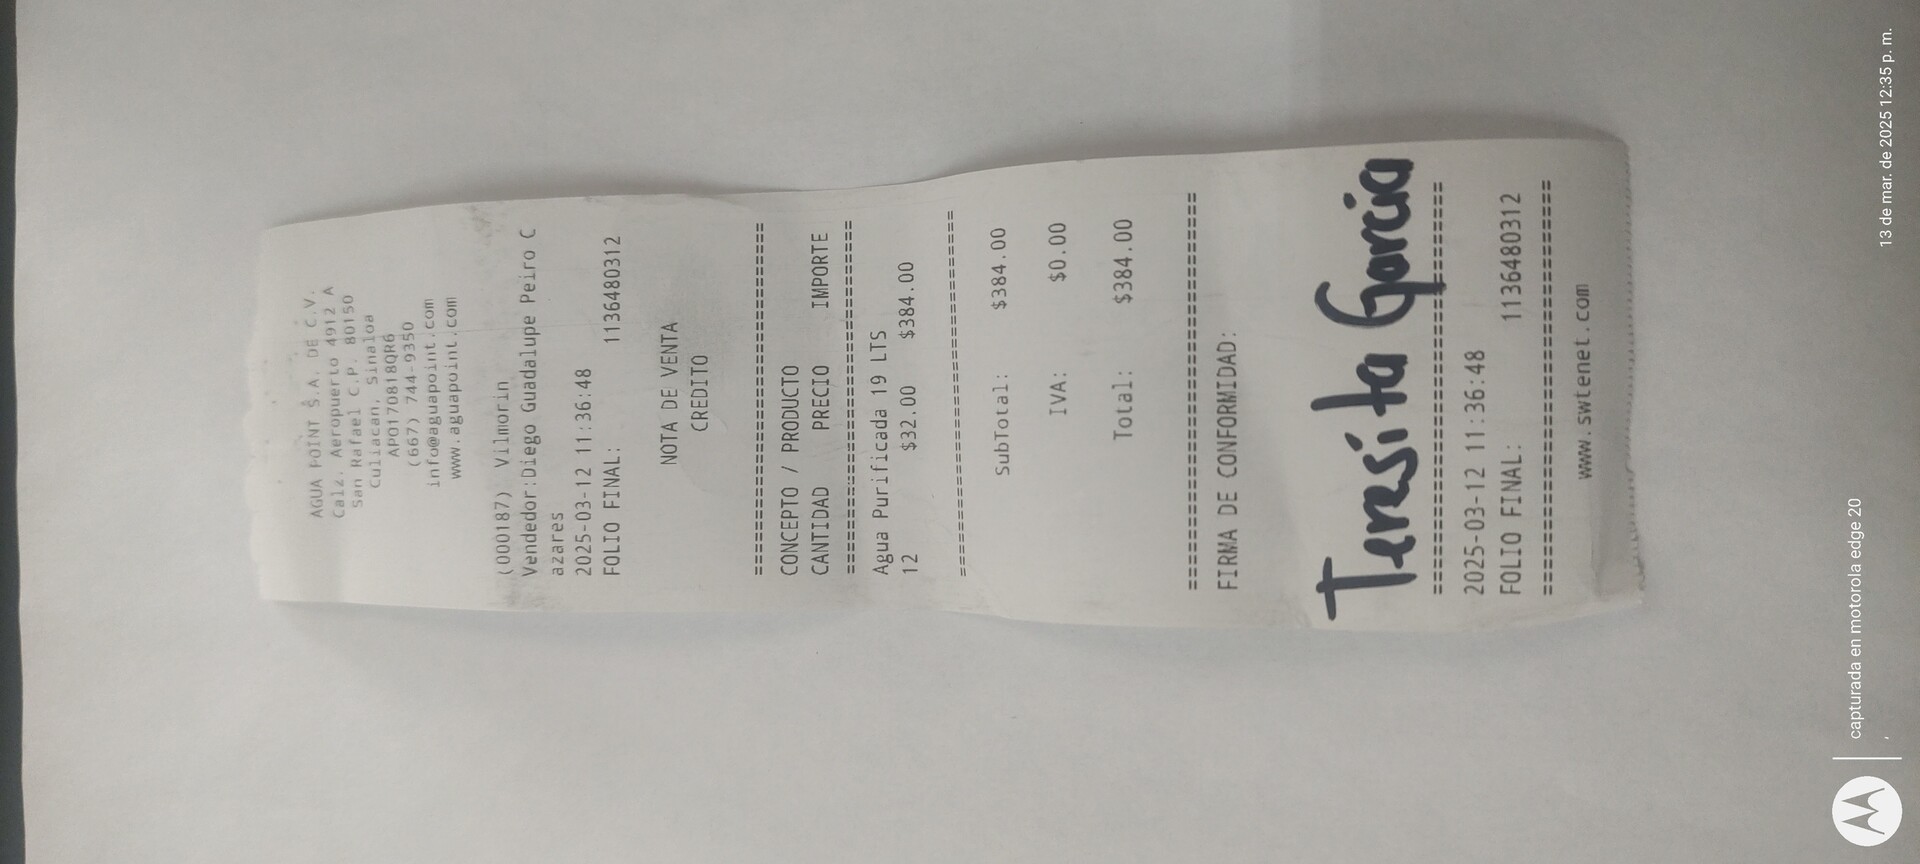 AGUA POINT S.A. DE C.V.
Calz. Aeropuerto 4912 A
San Rafael C.P. 80150
Culiacan, Sinaloa
APO170818QR6
(667) 744-9350
info@aguapoint.com
www.aguapoint.com
(000187) Vilmorin
Vendedor:Diego Guadalupe Peiro C
azares
2025-03-12 11:36:48
FOLIO FINAL: 1136480312
NOTA DE VENTA
CREDITO
================================
CONCEPTO / PRODUCTO
CANTIDAD PRECIO IMPORTE
================================
Agua Purificada 19 LTS
12 $32.00 $384.00
================================
SubTotal: $384.00
IVA: $0.00
Total: $384.00
================================
FIRMA DE CONFORMIDAD:
Teresita Garcia
================================
2025-03-12 11:36:48
FOLIO FINAL: 1136480312
================================
www.swtenet.com
capturada en motorola edge 20
13 de mar. de 2025 12:35 p. m.